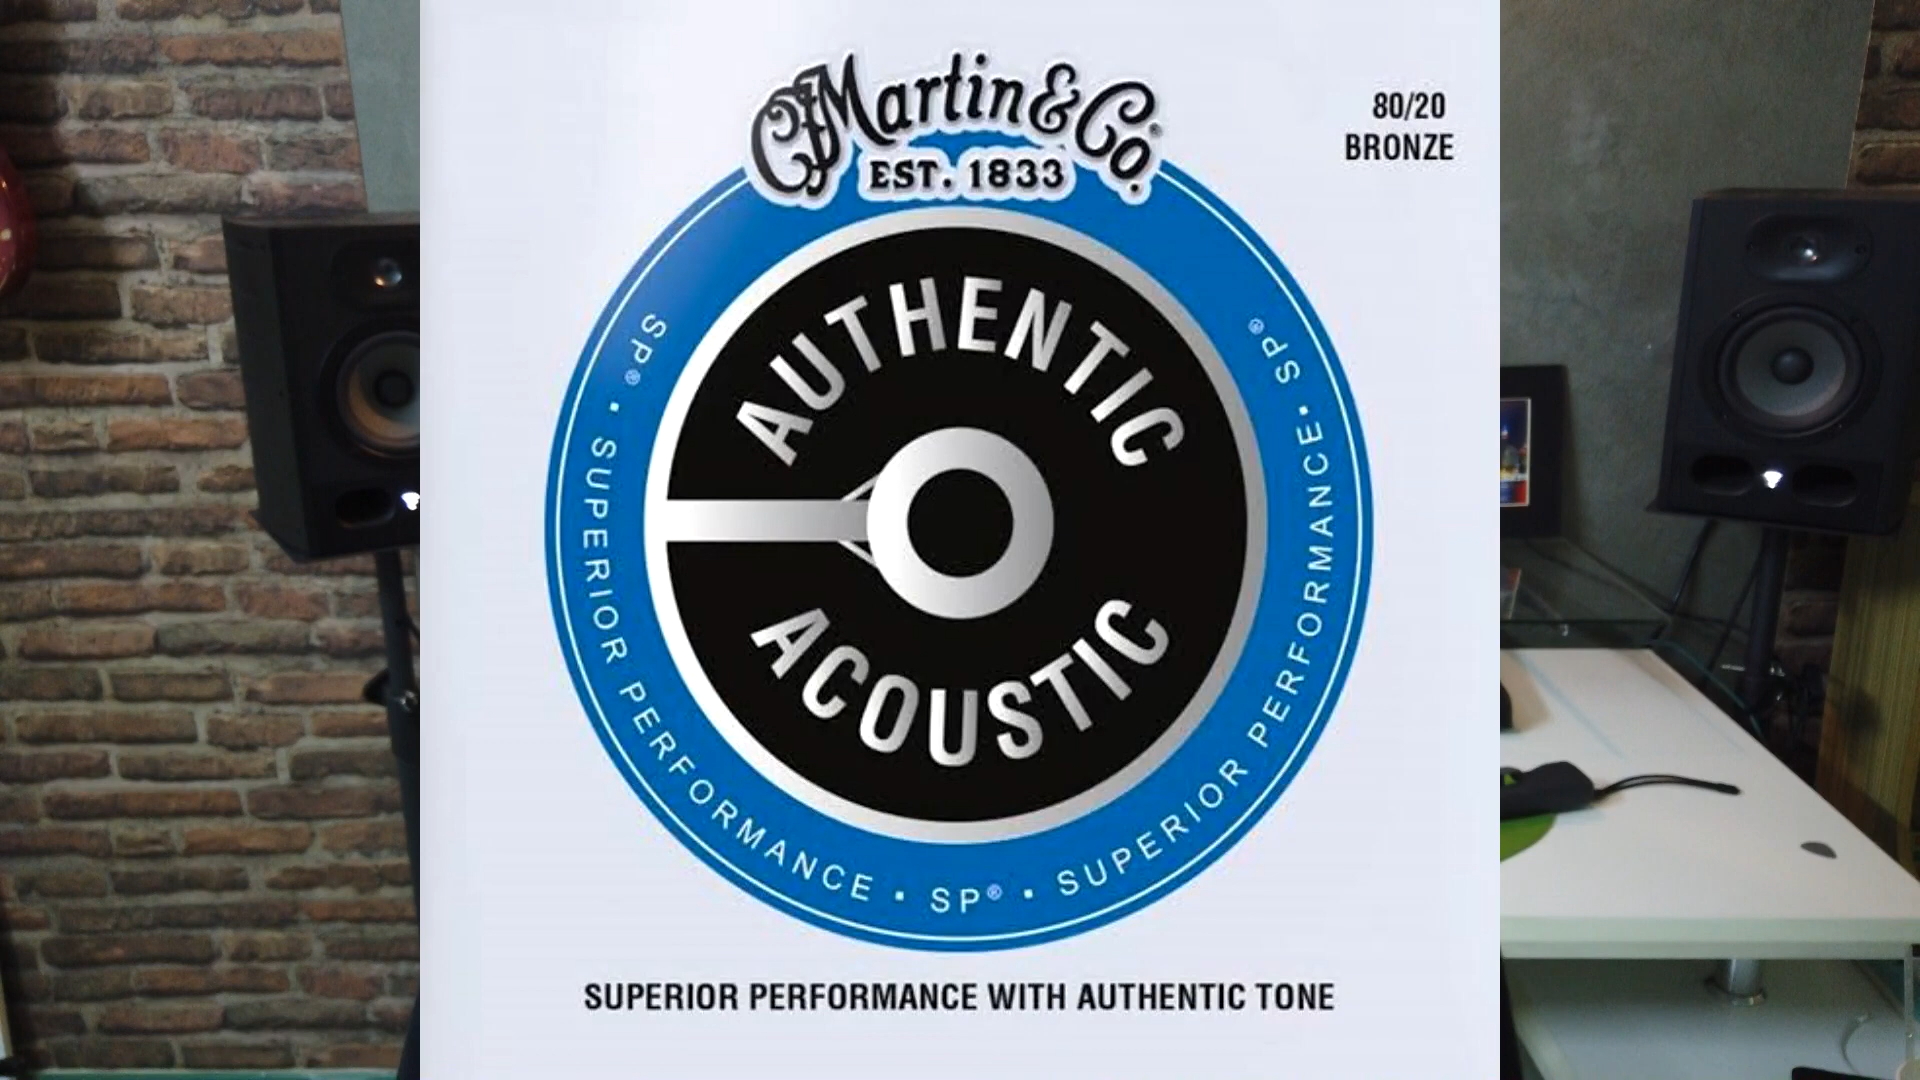 CFMartin & Co.®
EST. 1833
80/20
BRONZE
AUTHENTIC
ACOUSTIC
SP® • SUPERIOR PERFORMANCE • SP® • SUPERIOR PERFORMANCE • SP®
SUPERIOR PERFORMANCE WITH AUTHENTIC TONE